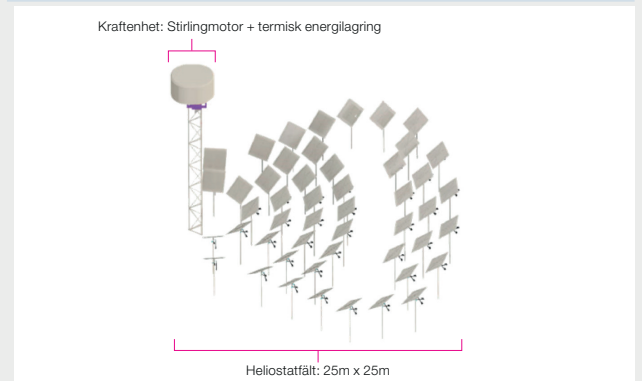 Kraftenhet: Stirlingmotor + termisk energilagring
Heliostatfält: 25m x 25m